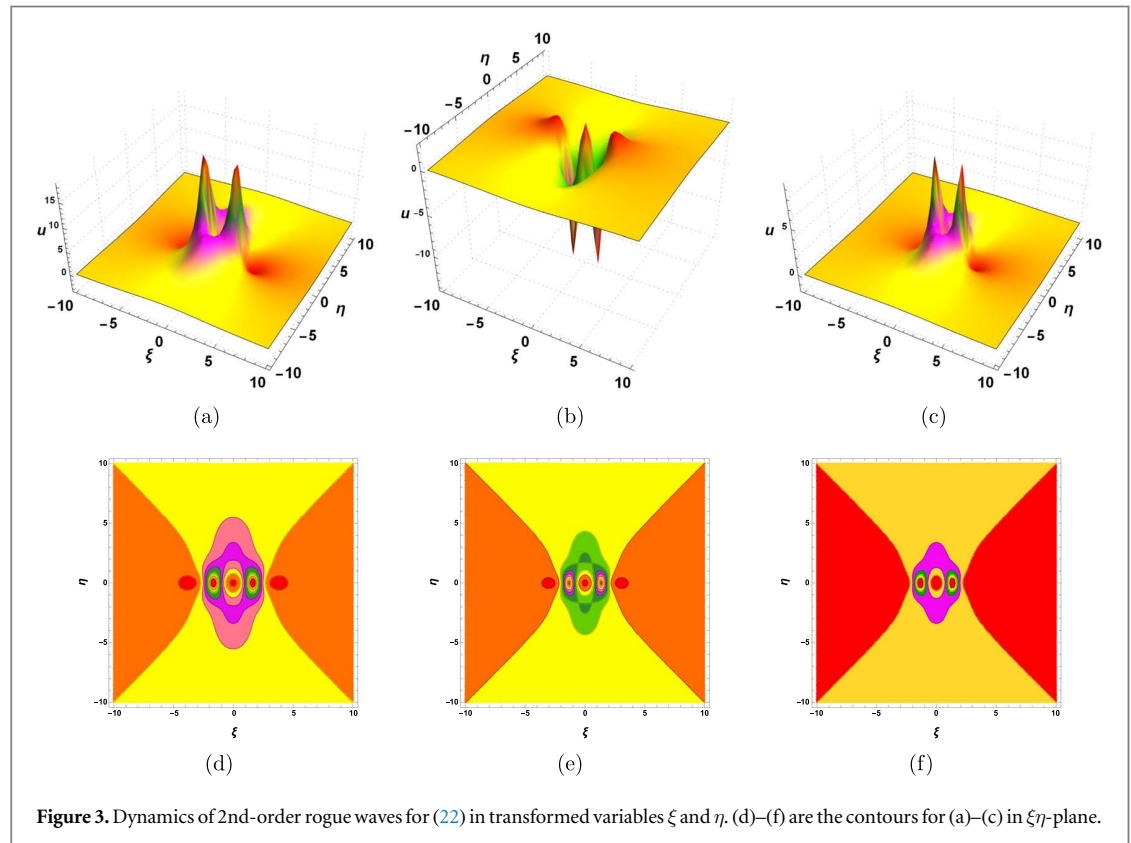 10
5
η
0
−5
−10
0
u −5
−10
−10
−5
0
ξ
5
10
15
10
u
5
0
−10
−5
0
ξ
5
10
−10
−5
0
η
5
10
5
u
0
−10
−5
0
ξ
5
10
−10
−5
0
η
5
10
(a)
(b)
(c)
10
5
η 0
−5
−10
−10 −5 0 5 10
ξ
10
5
η 0
−5
−10
−10 −5 0 5 10
ξ
10
5
η 0
−5
−10
−10 −5 0 5 10
ξ
(d)
(e)
(f)
Figure 3. Dynamics of 2nd-order rogue waves for (22) in transformed variables ξ and η. (d)–(f) are the contours for (a)–(c) in ξη-plane.